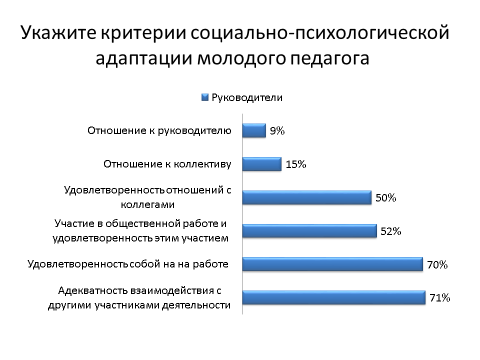 Укажите критерии социально-психологической
адаптации молодого педагога
Руководители
Отношение к руководителю
9%
Отношение к коллективу
15%
Удовлетворенность отношений с
коллегами
50%
Участие в общественной работе и
удовлетворенность этим участием
52%
Удовлетворенность собой на на работе
70%
Адекватность взаимодействия с
другими участниками деятельности
71%